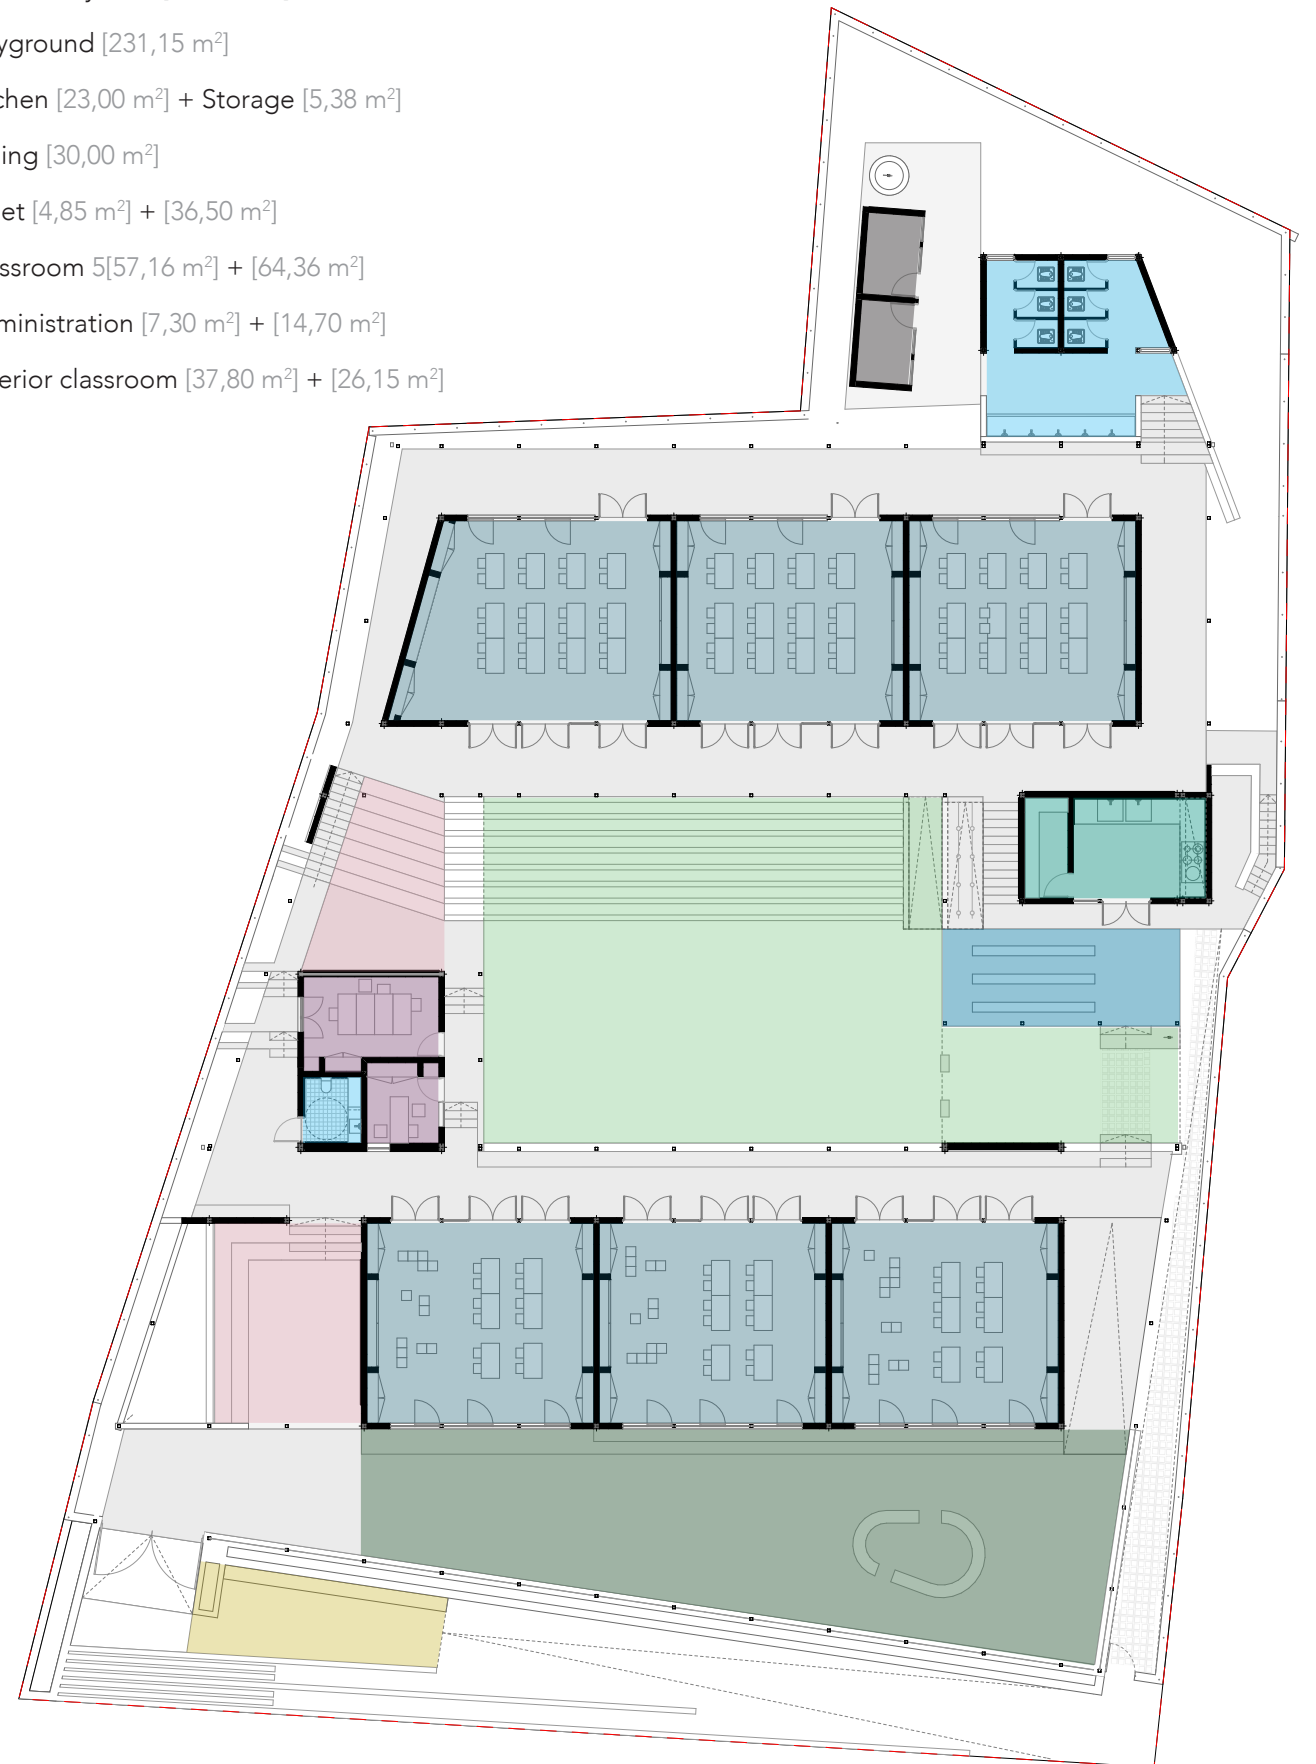 yground [231,15 m²]
chen [23,00 m²] + Storage [5,38 m²]
ing [30,00 m²]
et [4,85 m²] + [36,50 m²]
ssroom 5[57,16 m²] + [64,36 m²]
ministration [7,30 m²] + [14,70 m²]
erior classroom [37,80 m²] + [26,15 m²]